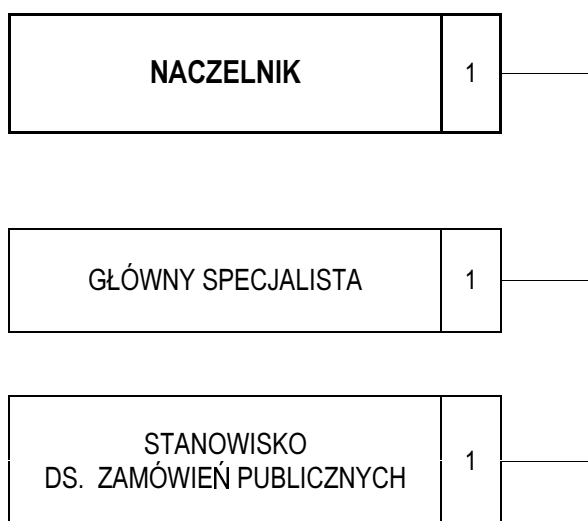 NACZELNIK 1
GŁÓWNY SPECJALISTA 1
STANOWISKO
DS. ZAMÓWIEŃ PUBLICZNYCH 1